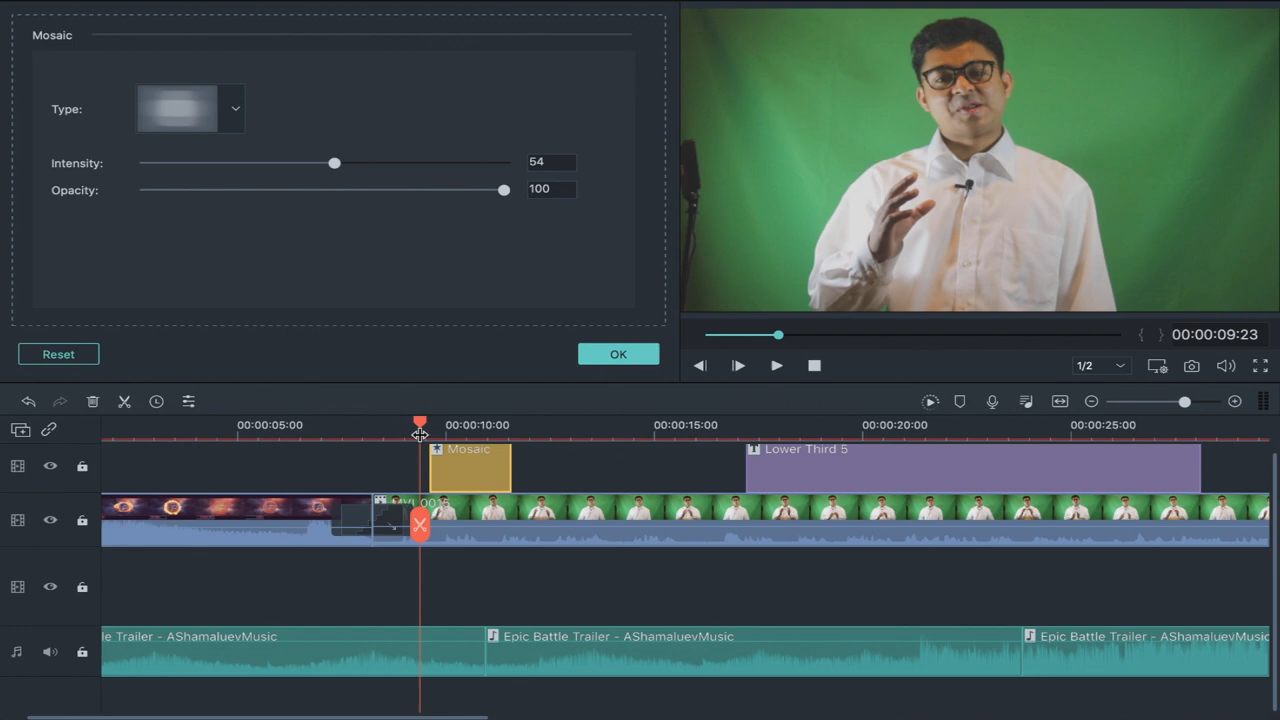 Mosaic
Type:
Intensity: 54
Opacity: 100
Reset
OK
00:00:09:23
1/2
00:00:05:00 00:00:10:00 00:00:15:00 00:00:20:00 00:00:25:00
Mosaic
Lower Third 5
le Trailer - AShamaluevMusic
Epic Battle Trailer - AShamaluevMusic
Epic Battle Trailer - AShamaluevMusic